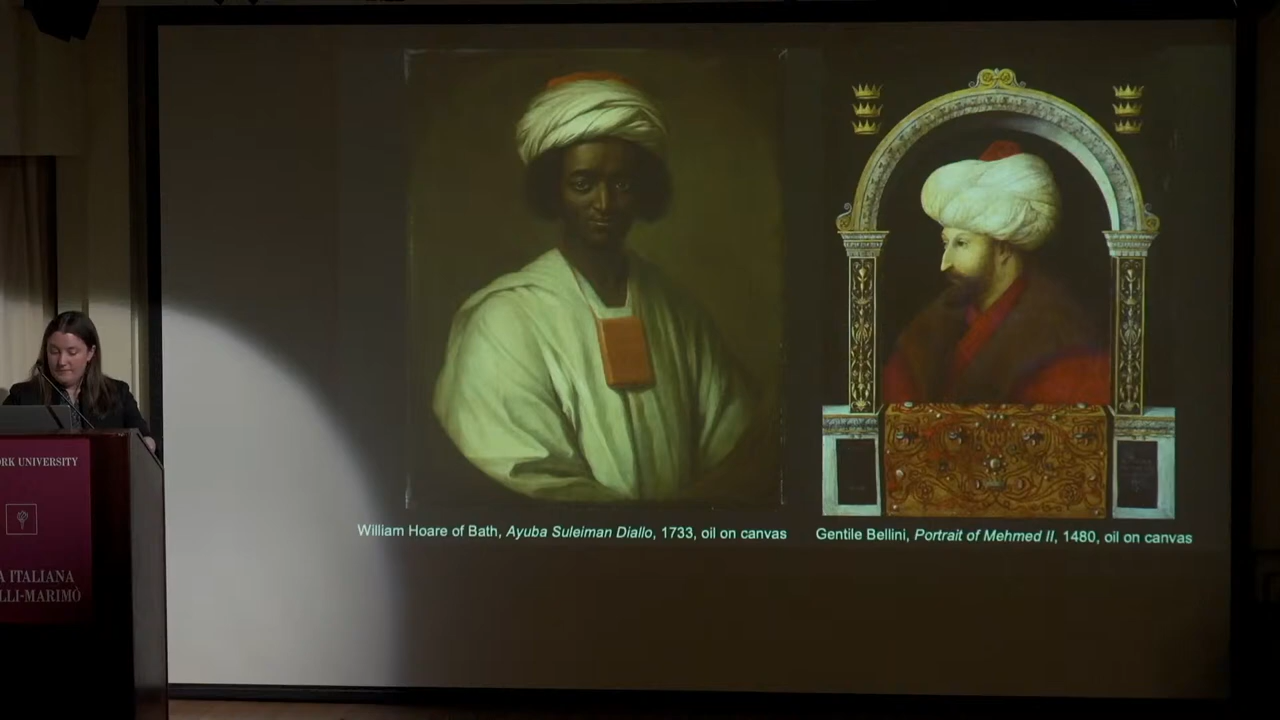 William Hoare of Bath, Ayuba Suleiman Diallo, 1733, oil on canvas
Gentile Bellini, Portrait of Mehmed II, 1480, oil on canvas
RK UNIVERSITY
A ITALIANA
LLI-MARIMÒ